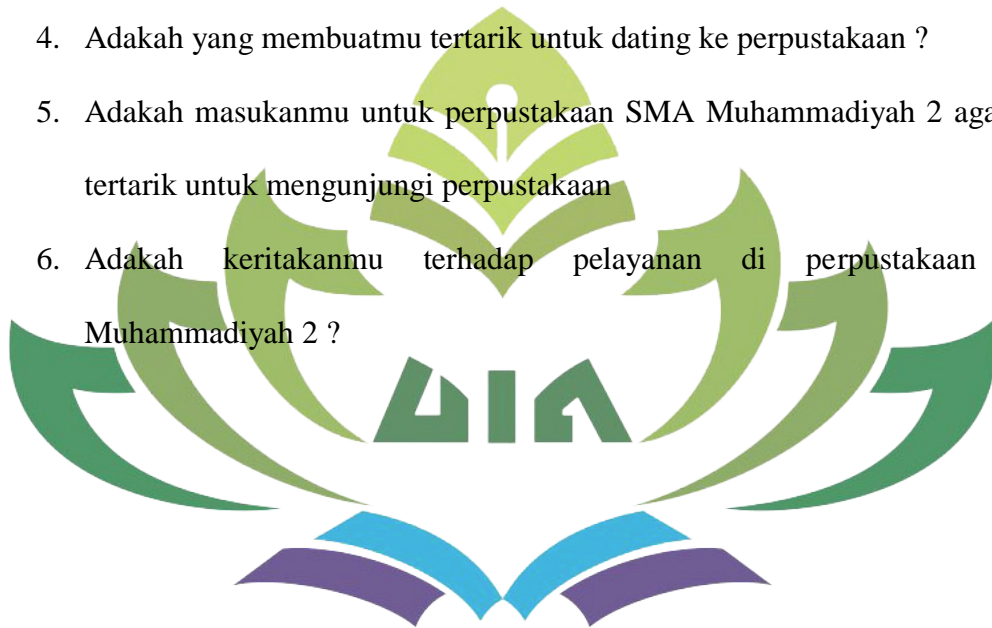 4. Adakah yang membuatmu tertarik untuk dating ke perpustakaan ?
5. Adakah masukanmu untuk perpustakaan SMA Muhammadiyah 2 aga
tertarik untuk mengunjungi perpustakaan
6. Adakah keritakanmu terhadap pelayanan di perpustakaan
Muhammadiyah 2 ?